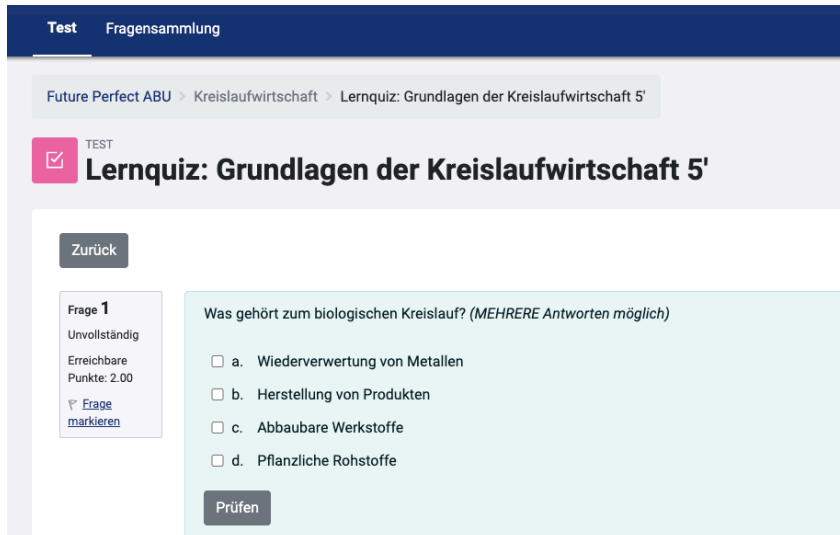 Test Fragensammlung
Future Perfect ABU > Kreislaufwirtschaft > Lernquiz: Grundlagen der Kreislaufwirtschaft 5'
TEST
Lernquiz: Grundlagen der Kreislaufwirtschaft 5'
Zurück
Frage 1
Unvollständig
Erreichbare
Punkte: 2.00
Frage
markieren
Was gehört zum biologischen Kreislauf? (MEHRERE Antworten möglich)
a. Wiederverwertung von Metallen
b. Herstellung von Produkten
c. Abbaubare Werkstoffe
d. Pflanzliche Rohstoffe
Prüfen